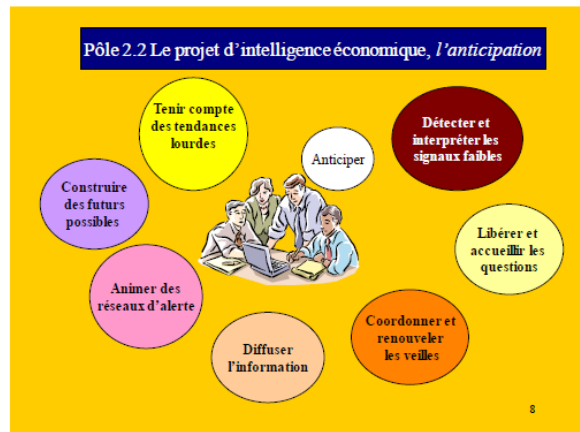 Pôle 2.2 Le projet d’intelligence économique, l’anticipation
Tenir compte
des tendances
lourdes
Anticiper
Détecter et
interpréter les
signaux faibles
Construire
des futurs
possibles
Libérer et
accueillir les
questions
Animer des
réseaux d’alerte
Coordonner et
renouveler
les veilles
Diffuser
l’information
8